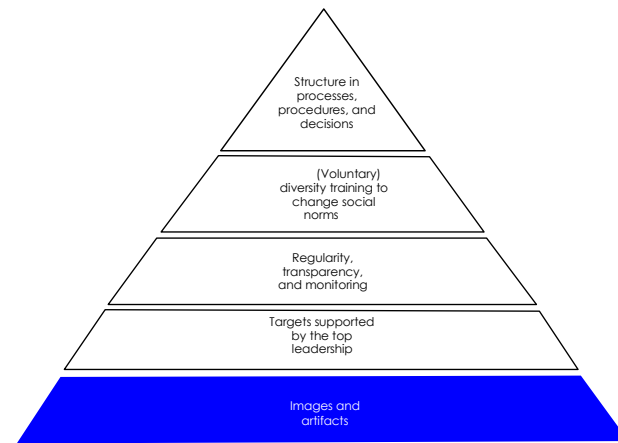 Structure in
processes,
procedures, and
decisions
(Voluntary)
diversity training to
change social
norms
Regularity,
transparency,
and monitoring
Targets supported
by the top
leadership
Images and
artifacts